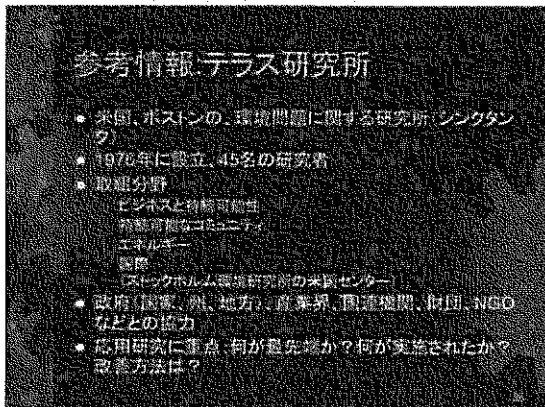 参考情報:テラス研究所
● 米国、ボストンの、環境問題に関する研究所(シンクタン
ク)
● 1976年に設立、45名の研究者
● 取組分野
ビジネスと持続可能性
持続可能なコミュニティ
エネルギー
国際
(ストックホルム環境研究所の米国センター)
● 政府(国家、州、地方)、産業界、国連機関、財団、NGO
などとの協力
● 応用研究に重点:何が最先端か?何が実施されたか?
改善方法は?